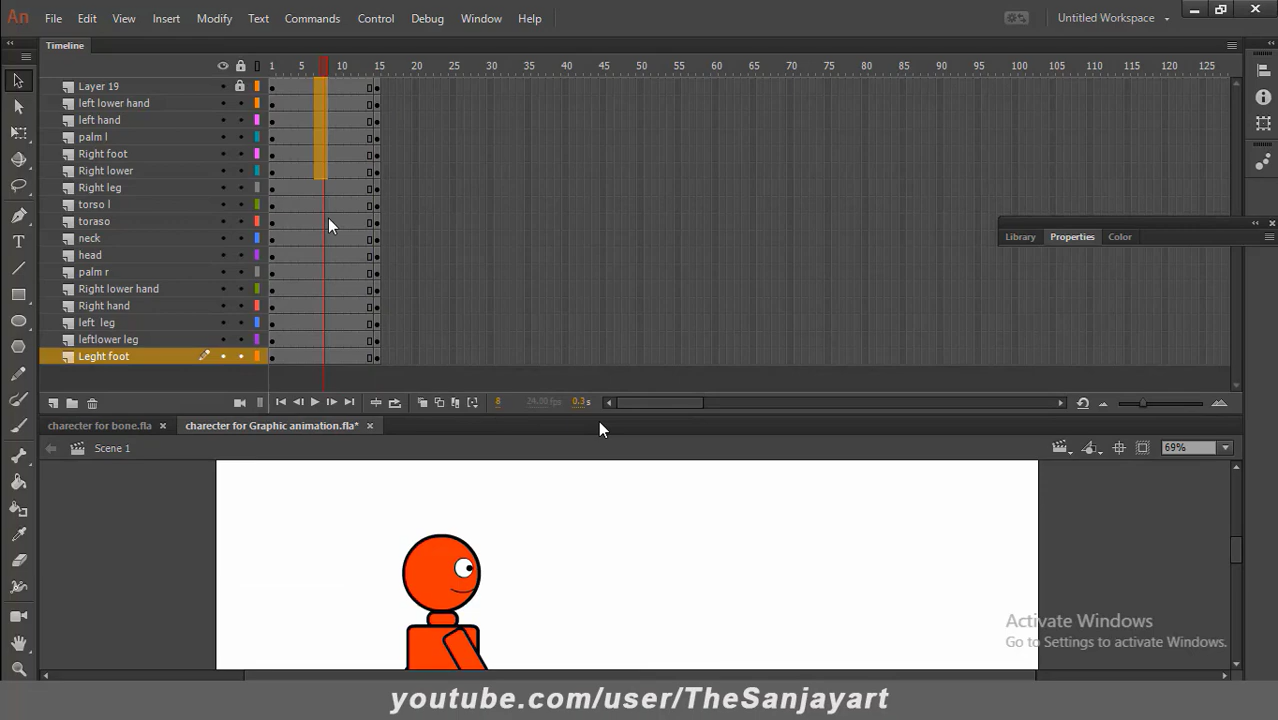 An File Edit View Insert Modify Text Commands Control Debug Window Help Untitled Workspace
Timeline
1 5 10 15 20 25 30 35 40 45 50 55 60 65 70 75 80 85 90 95 100 105 110 115 120 125
Layer 19
left lower hand
left hand
palm l
Right foot
Right lower
Right leg
torso l
toraso
neck
head
palm r
Right lower hand
Right hand
left leg
leftlower leg
Leght foot
Library Properties Color
8 24.00 fps 0.3 s
charecter for bone.fla charecter for Graphic animation.fla*
Scene 1 69%
Activate Windows
Go to Settings to activate Windows.
youtube.com/user/TheSanjayart